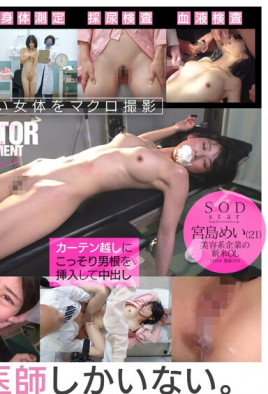 身体測定
採尿検査
血液検査
い女体をマクロ撮影
TOR
MENT
カーテン越しに
こっそり男根を
挿入して中出し
SOD
star
宮島めい(21)
美容系企業の
新米OL
医師しかいない。